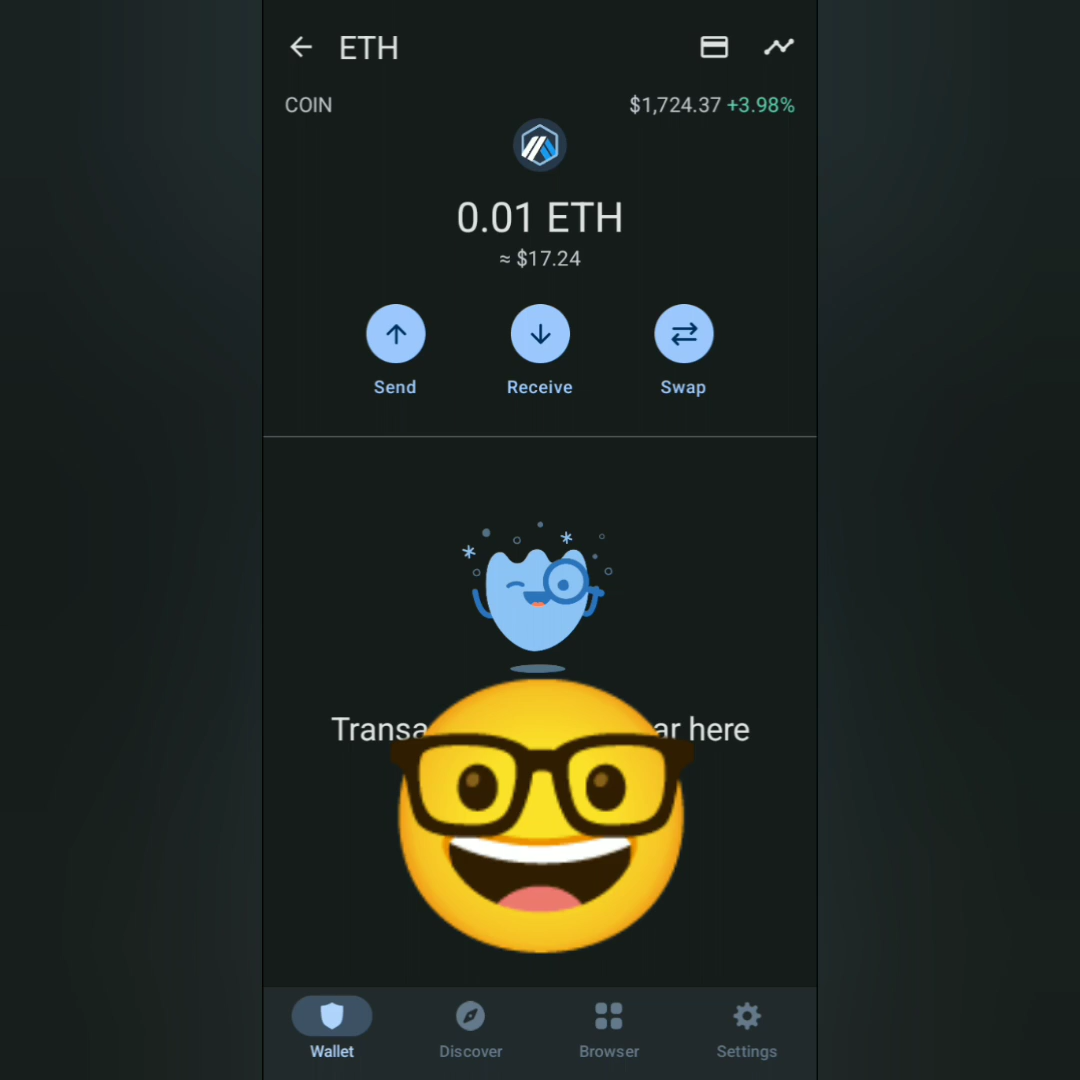 ETH
COIN
$1,724.37 +3.98%
0.01 ETH
≈ $17.24
Send Receive Swap
ar here
Wallet Discover Browser Settings